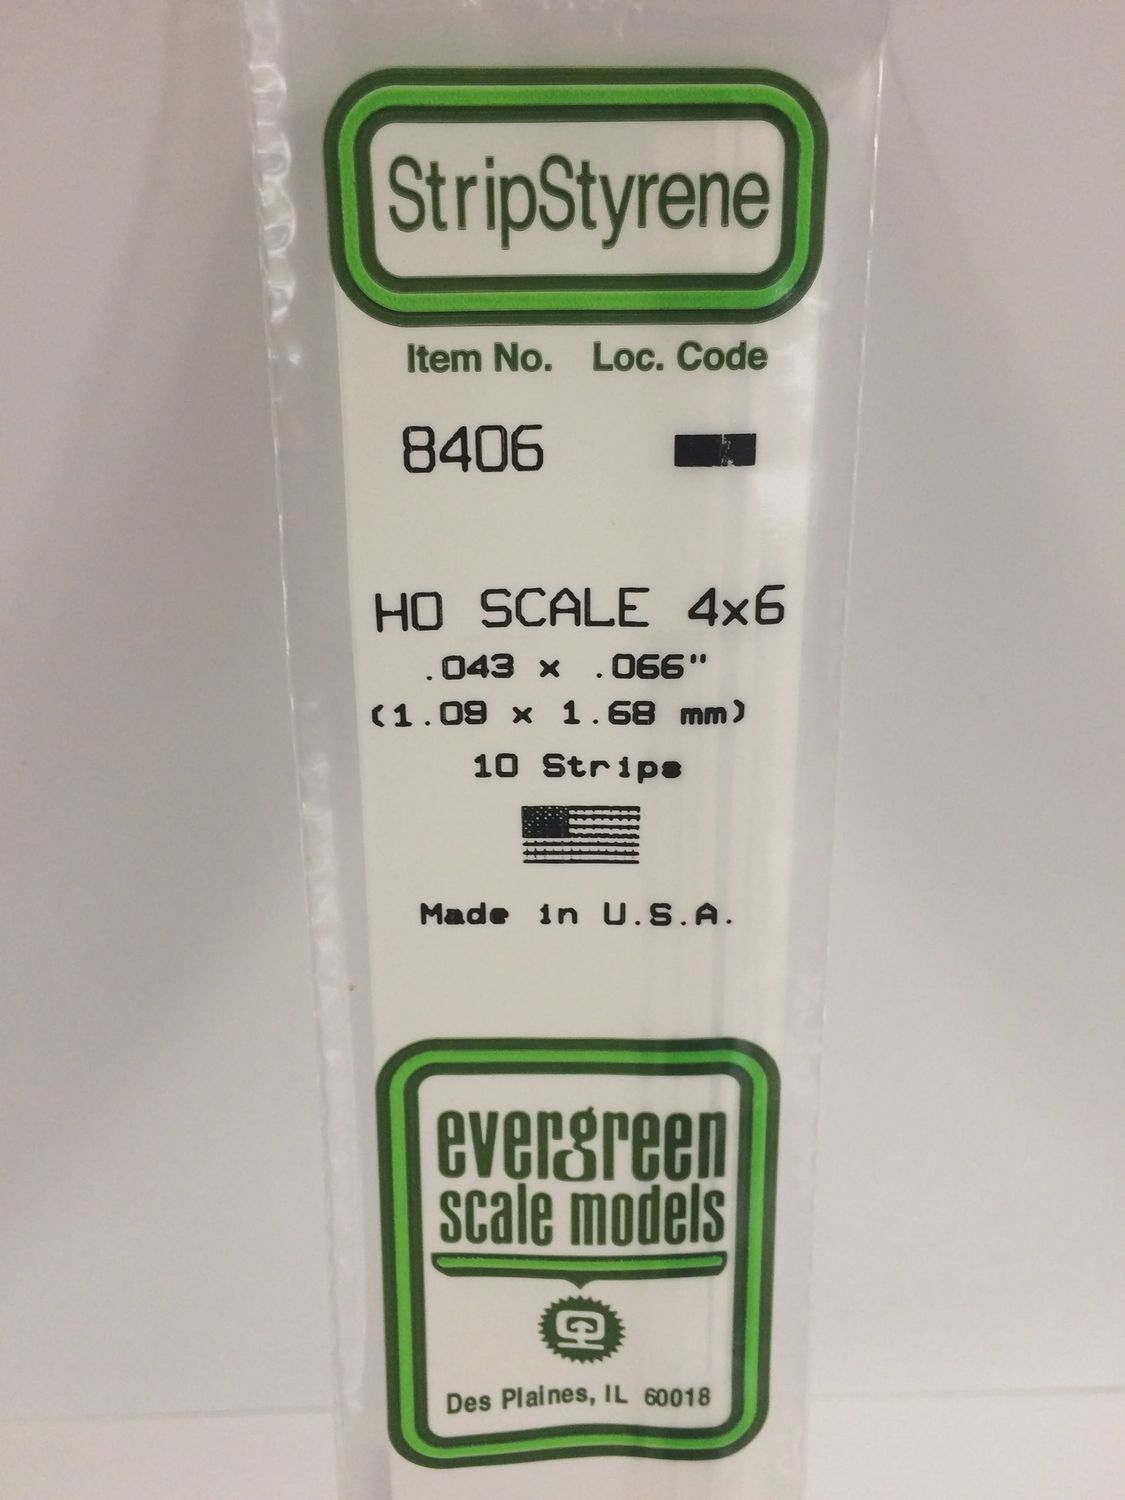 StripStyrene
Item No. Loc. Code
8406
HO SCALE 4x6
.043 x .066"
(1.09 x 1.68 mm)
10 Strips
Made in U.S.A.
evergreen
scale models
Des Plaines, IL 60018